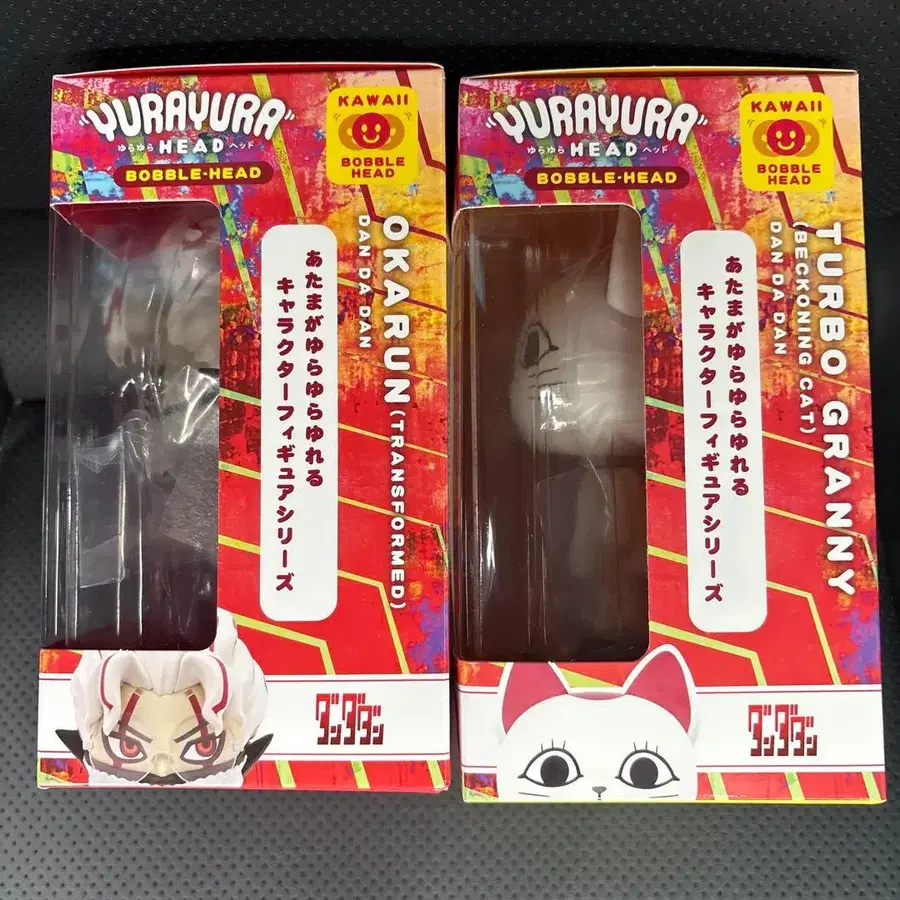 "YURAYURA"
ゆらゆら HEAD ヘッド
BOBBLE-HEAD
KAWAII
BOBBLE
HEAD
OKARUN (TRANSFORMED)
DAN DA DAN
あたまがゆらゆらゆれる
キャラクターフィギュアシリーズ
ダンダダン
"YURAYURA"
ゆらゆら HEAD ヘッド
BOBBLE-HEAD
KAWAII
BOBBLE
HEAD
TURBO GRANNY
(BECKONING CAT)
DAN DA DAN
あたまがゆらゆらゆれる
キャラクターフィギュアシリーズ
ダンダダン